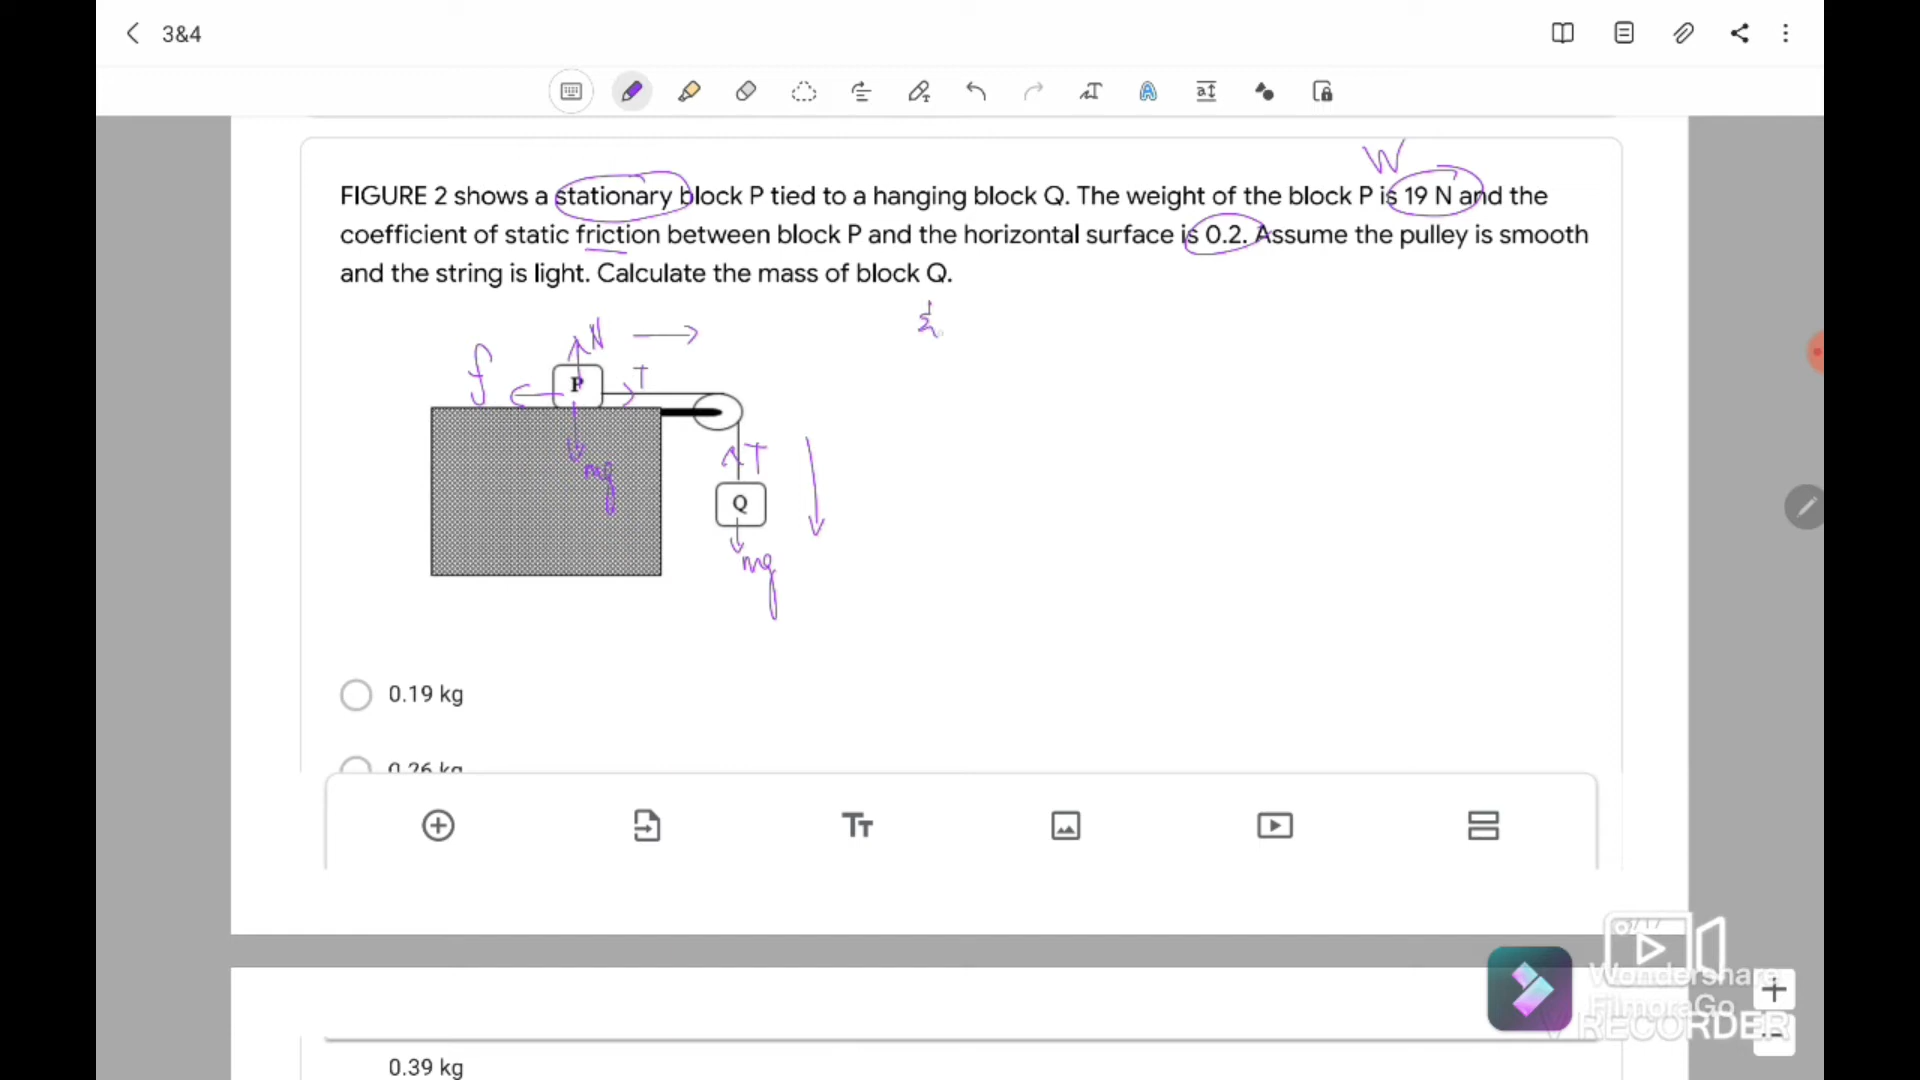 3&4
W
FIGURE 2 shows a stationary block P tied to a hanging block Q. The weight of the block P is 19 N and the
coefficient of static friction between block P and the horizontal surface is 0.2. Assume the pulley is smooth
and the string is light. Calculate the mass of block Q.
N
f
P
T
mg
T
Q
mg
0.19 kg
0.26 kg
Wondershare
FilmoraGo
RECORDER
0.39 kg